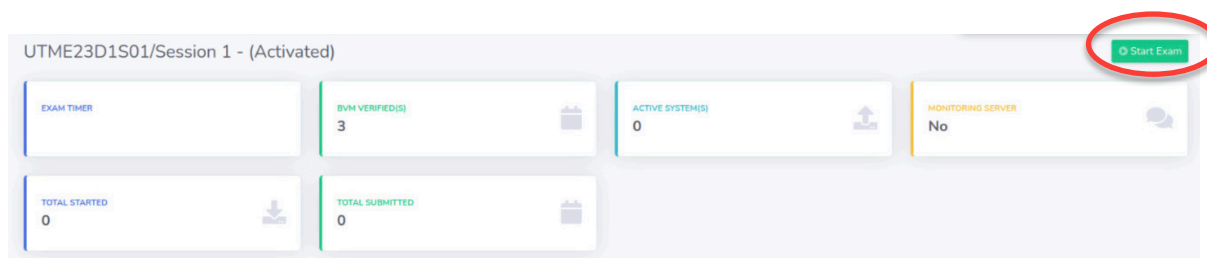 UTME23D1S01/Session 1 - (Activated)
Start Exam
EXAM TIMER
BVM VERIFIED(S)
3
ACTIVE SYSTEM(S)
0
MONITORING SERVER
No
TOTAL STARTED
0
TOTAL SUBMITTED
0